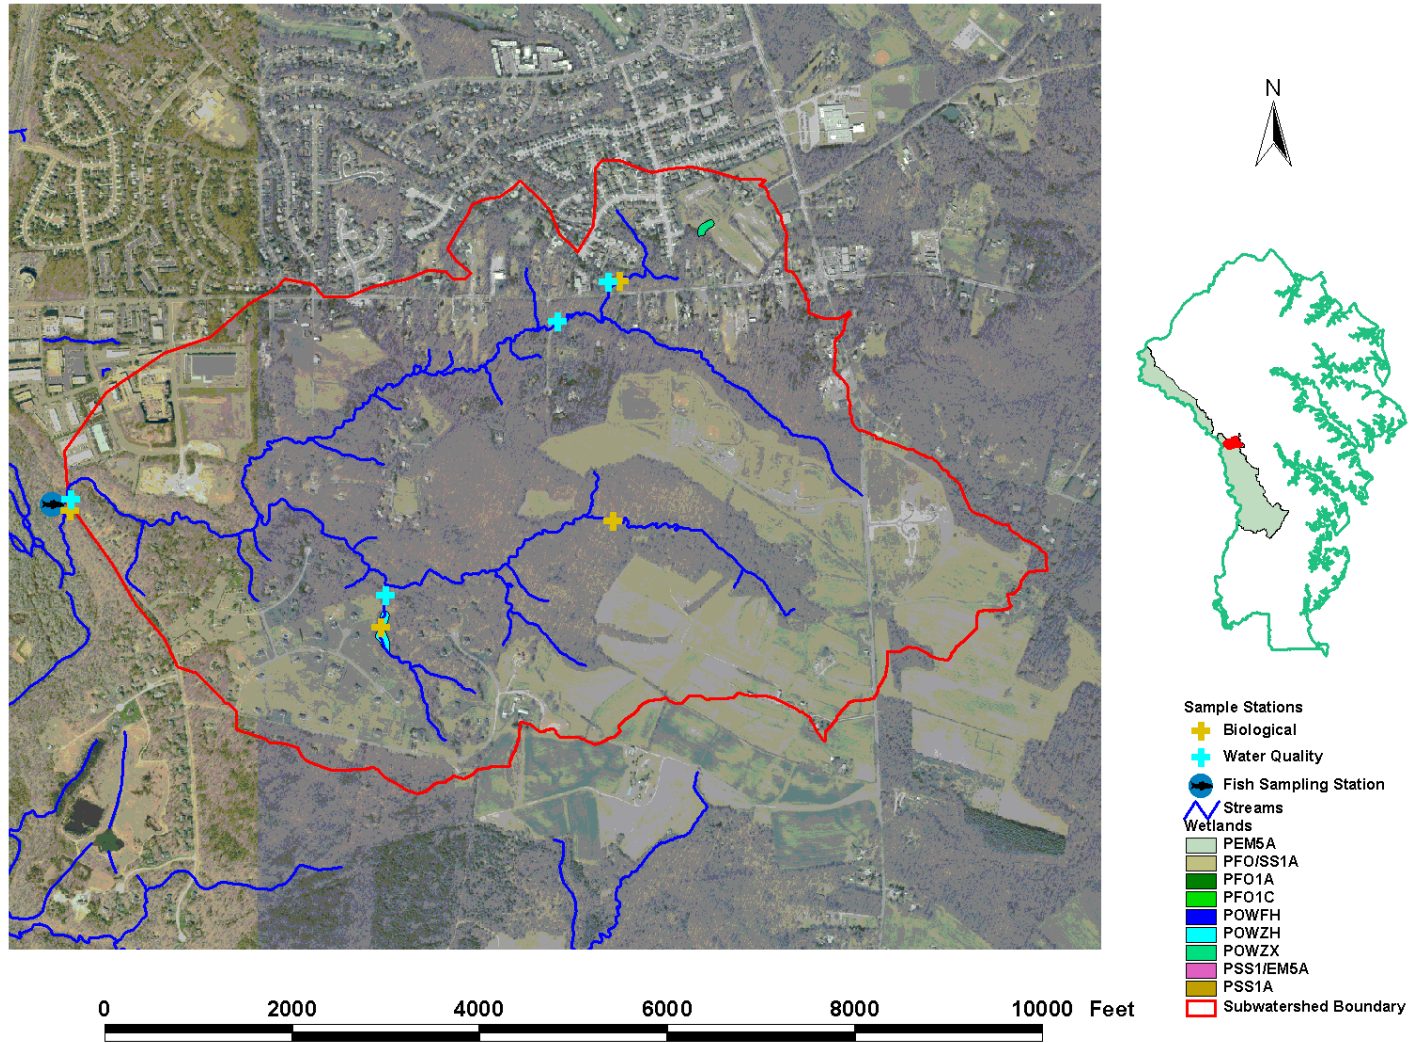 N
Sample Stations
Biological
Water Quality
Fish Sampling Station
Streams
Wetlands
PEM5A
PFO/SS1A
PFO1A
PFO1C
POWFH
POWZH
POWZX
PSS1/EM5A
PSS1A
Subwatershed Boundary
0 2000 4000 6000 8000 10000 Feet